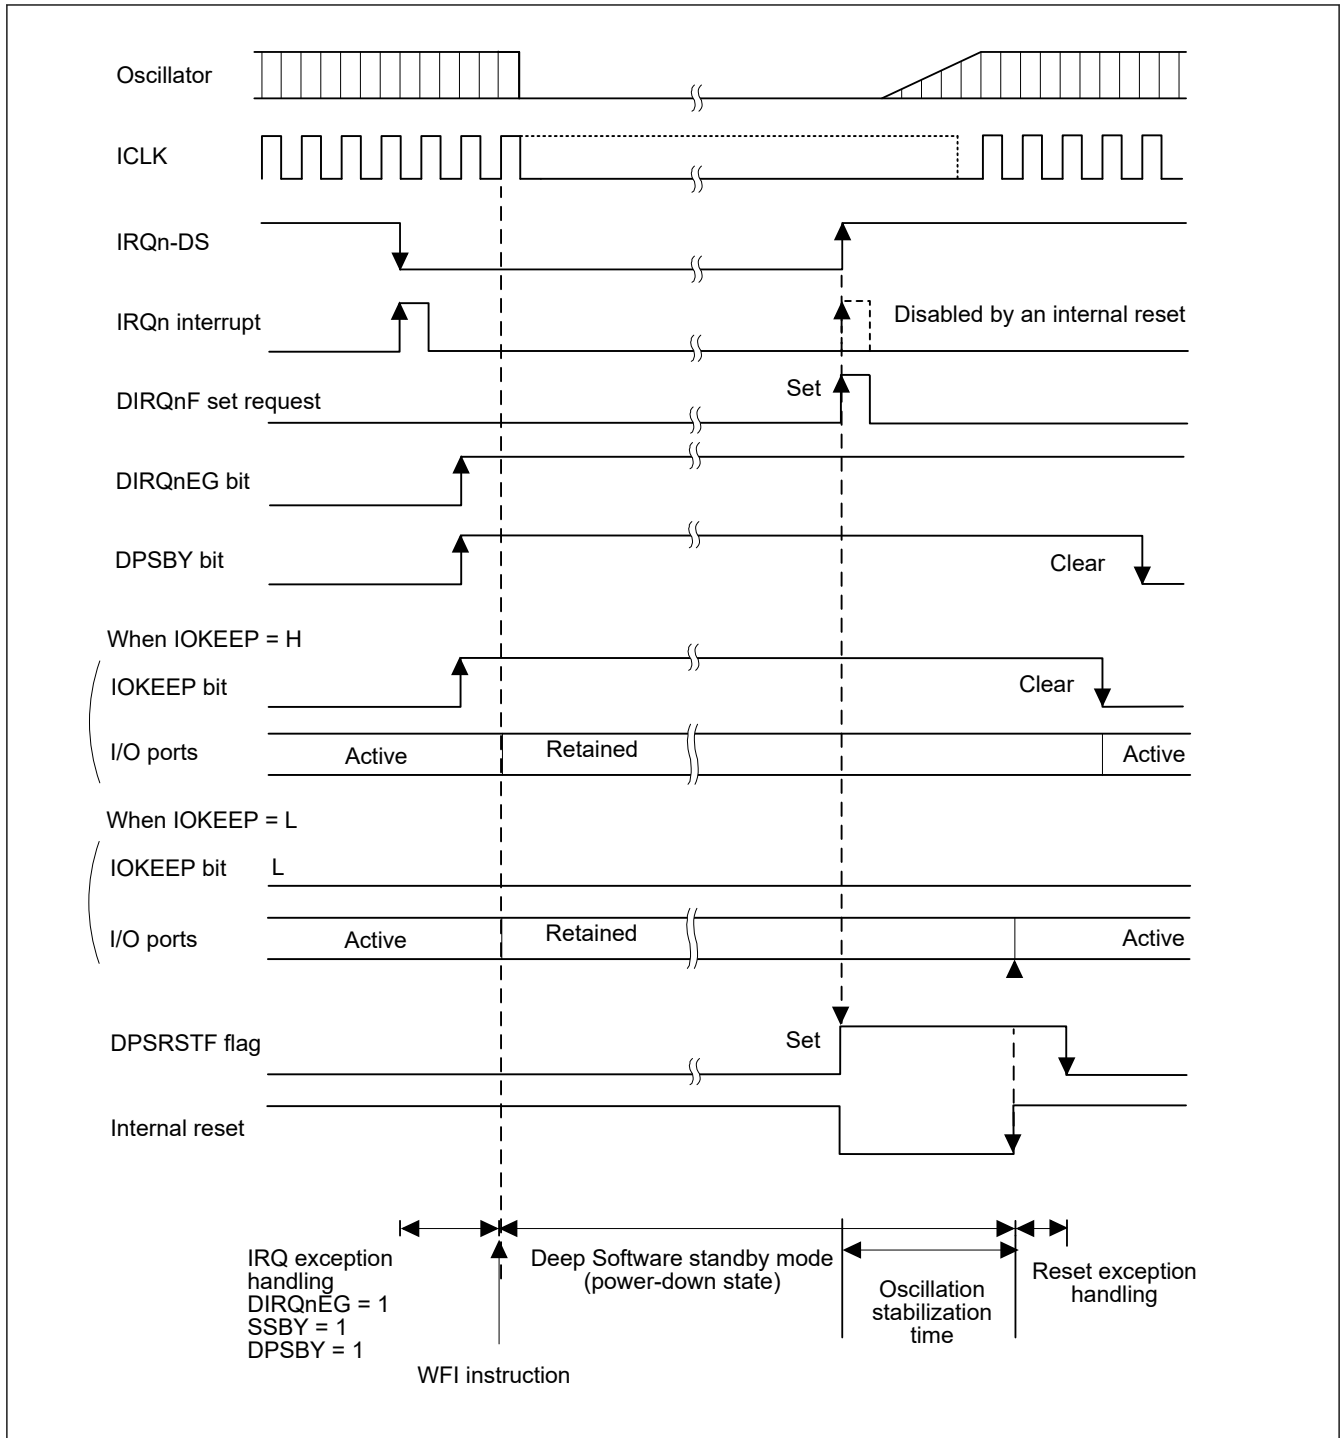 Oscillator
ICLK
IRQn-DS
IRQn interrupt
Disabled by an internal reset
DIRQnF set request
Set
DIRQnEG bit
DPSBY bit
Clear
When IOKEEP = H
IOKEEP bit
Clear
I/O ports
Active
Retained
Active
When IOKEEP = L
IOKEEP bit
L
I/O ports
Active
Retained
Active
DPSRSTF flag
Set
Internal reset
IRQ exception
handling
DIRQnEG = 1
SSBY = 1
DPSBY = 1
WFI instruction
Deep Software standby mode
(power-down state)
Oscillation
stabilization
time
Reset exception
handling